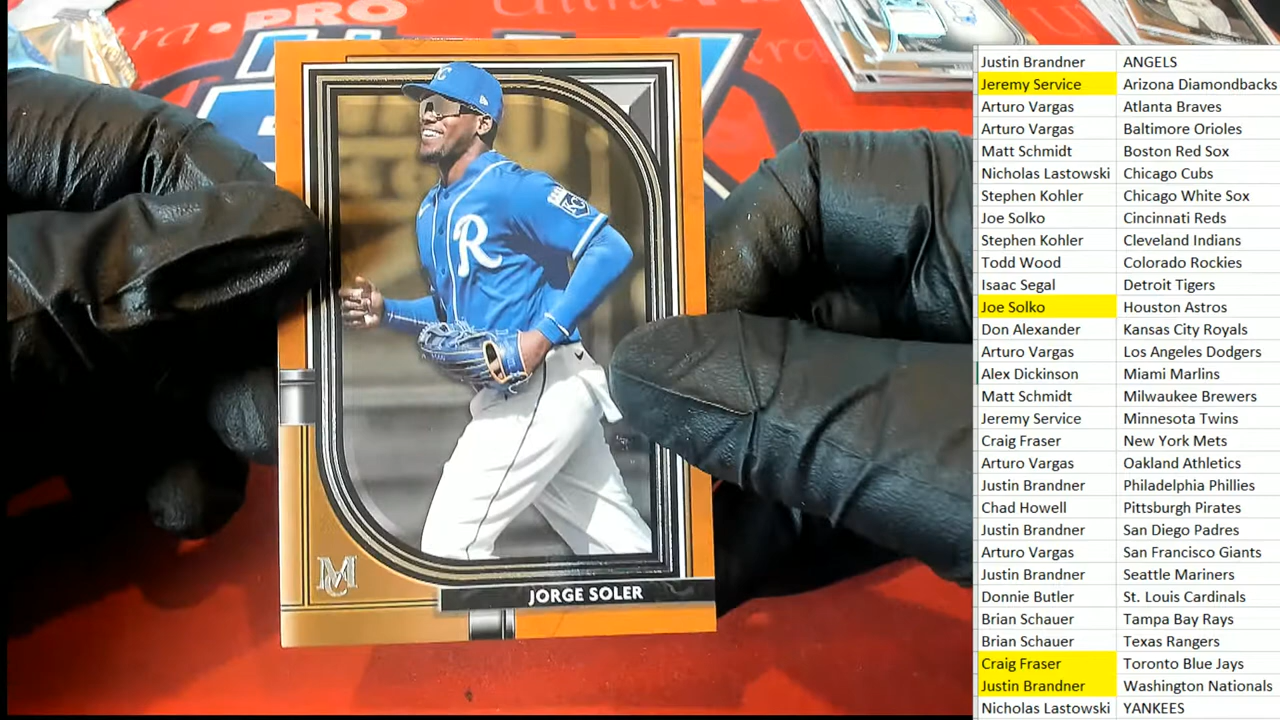 Ultra
ra•PRO
KC
R
KC
MC
JORGE SOLER
Justin Brandner ANGELS
Jeremy Service Arizona Diamondbacks
Arturo Vargas Atlanta Braves
Arturo Vargas Baltimore Orioles
Matt Schmidt Boston Red Sox
Nicholas Lastowski Chicago Cubs
Stephen Kohler Chicago White Sox
Joe Solko Cincinnati Reds
Stephen Kohler Cleveland Indians
Todd Wood Colorado Rockies
Isaac Segal Detroit Tigers
Joe Solko Houston Astros
Don Alexander Kansas City Royals
Arturo Vargas Los Angeles Dodgers
Alex Dickinson Miami Marlins
Matt Schmidt Milwaukee Brewers
Jeremy Service Minnesota Twins
Craig Fraser New York Mets
Arturo Vargas Oakland Athletics
Justin Brandner Philadelphia Phillies
Chad Howell Pittsburgh Pirates
Justin Brandner San Diego Padres
Arturo Vargas San Francisco Giants
Justin Brandner Seattle Mariners
Donnie Butler St. Louis Cardinals
Brian Schauer Tampa Bay Rays
Brian Schauer Texas Rangers
Craig Fraser Toronto Blue Jays
Justin Brandner Washington Nationals
Nicholas Lastowski YANKEES